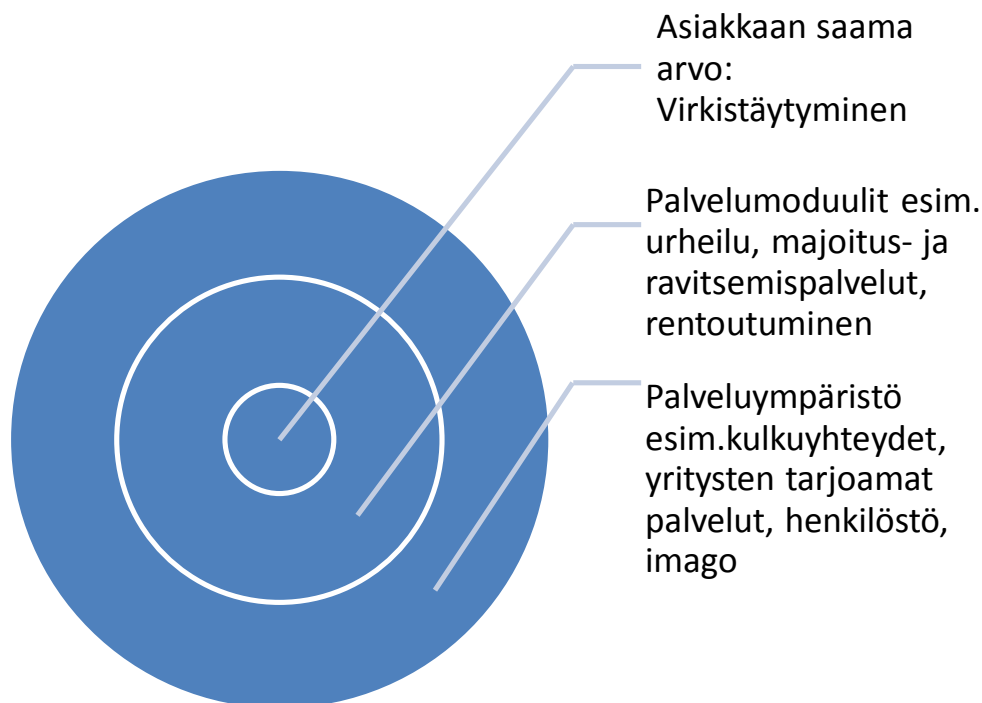 Asiakkaan saama
arvo:
Virkistäytyminen
Palvelumoduulit esim.
urheilu, majoitus- ja
ravitsemispalvelut,
rentoutuminen
Palveluympäristö
esim.kulkuyhteydet,
yritysten tarjoamat
palvelut, henkilöstö,
imago